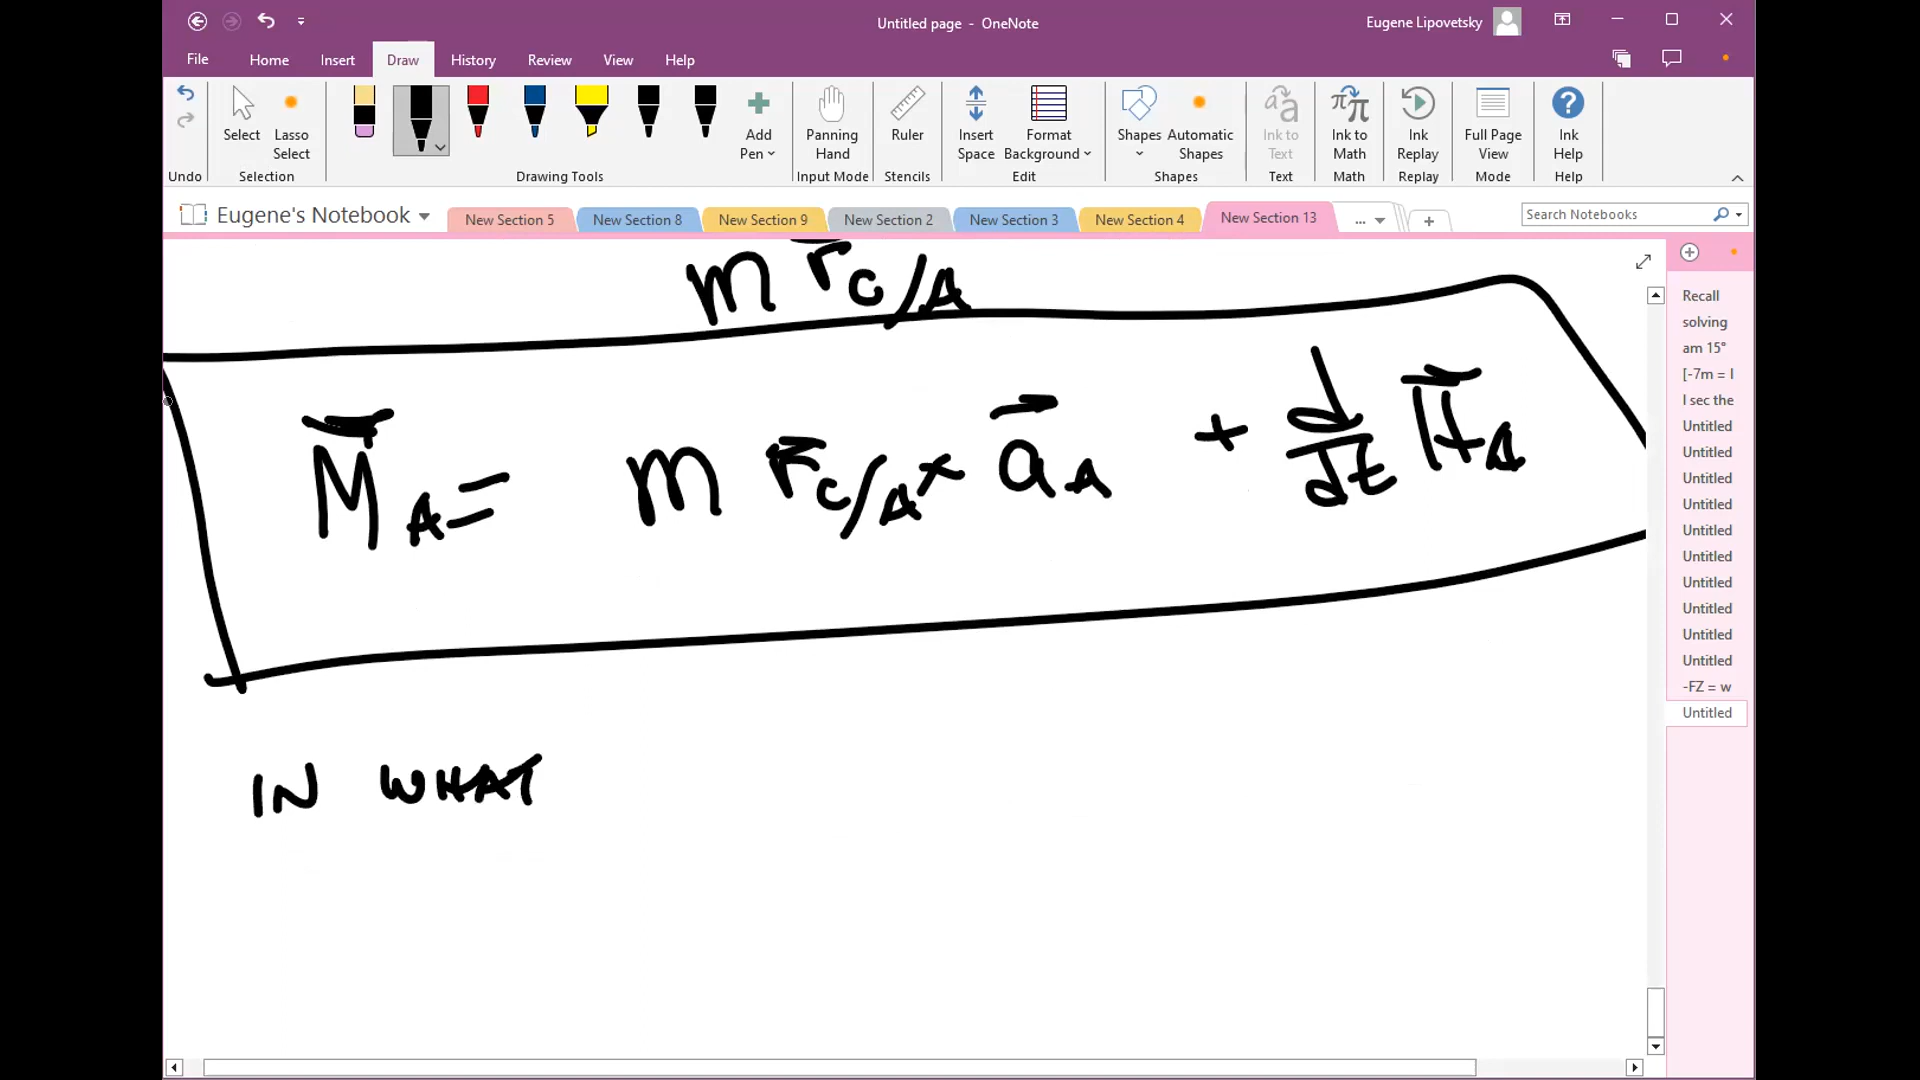 Untitled page - OneNote
Eugene Lipovetsky
File Home Insert Draw History Review View Help
Select
Lasso Select
Add Pen
Panning Hand
Ruler
Insert Space
Format Background
Shapes
Automatic Shapes
Ink to Text
Ink to Math
Ink Replay
Full Page View
Ink Help
Undo Selection Drawing Tools Input Mode Stencils Edit Shapes Text Math Replay Mode Help
Eugene's Notebook
New Section 5 New Section 8 New Section 9 New Section 2 New Section 3 New Section 4 New Section 13 ... +
Search Notebooks
Recall
solving
am 15°
[-7m = l
I sec the
Untitled
Untitled
Untitled
Untitled
Untitled
Untitled
Untitled
Untitled
Untitled
Untitled
-FZ = w
Untitled
m r⃗C/A
M⃗A = m r⃗C/A × a⃗A + d/dt H⃗A
IN WHAT